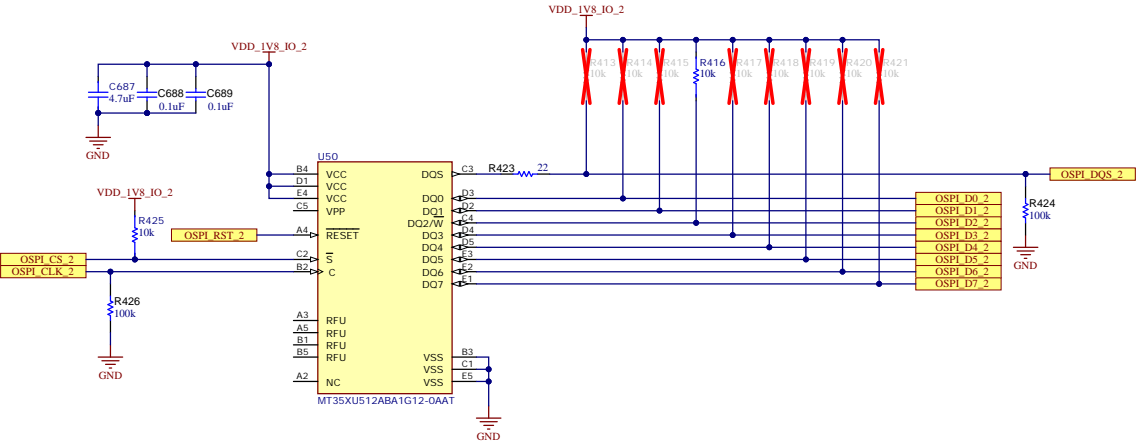 VDD_1V8_IO_2
VDD_1V8_IO_2
R413
10k
R414
10k
R415
10k
R416
10k
R417
10k
R418
10k
R419
10k
R420
10k
R421
10k
C687
4.7uF
C688
0.1uF
C689
0.1uF
GND
U50
B4 VCC
D1 VCC
E4 VCC
C5 VPP
A4 RESET
C2 S
B2 C
A3 RFU
A5 RFU
B1 RFU
B5 RFU
A2 NC
DQS C3
DQ0 D3
DQ1 D2
DQ2/W C4
DQ3 D4
DQ4 D5
DQ5 E3
DQ6 E2
DQ7 E1
VSS B3
VSS C1
VSS E5
MT35XU512ABA1G12-0AAT
R423 22
OSPI_DQS_2
OSPI_D0_2
OSPI_D1_2
OSPI_D2_2
OSPI_D3_2
OSPI_D4_2
OSPI_D5_2
OSPI_D6_2
OSPI_D7_2
R424
100k
GND
VDD_1V8_IO_2
R425
10k
OSPI_RST_2
OSPI_CS_2
OSPI_CLK_2
R426
100k
GND
GND